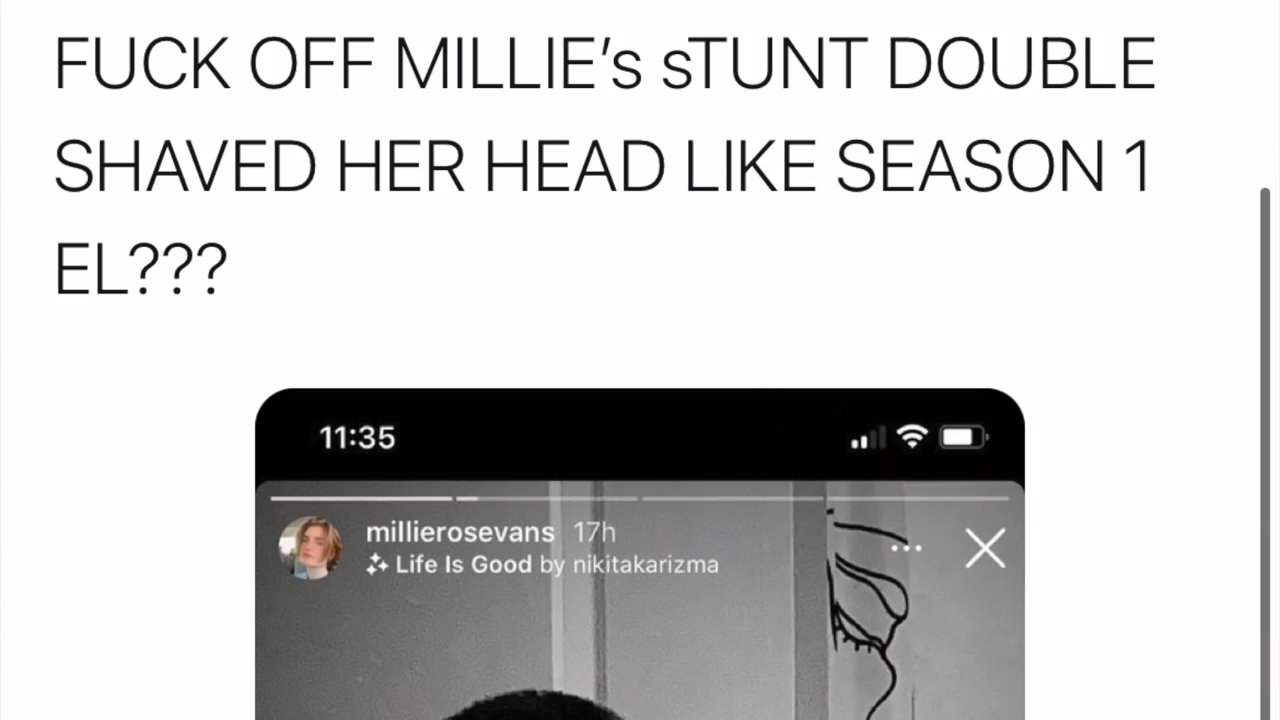 FUCK OFF MILLIE’s sTUNT DOUBLE
SHAVED HER HEAD LIKE SEASON 1
EL???
11:35
millierosevans 17h
Life Is Good by nikitakarizma